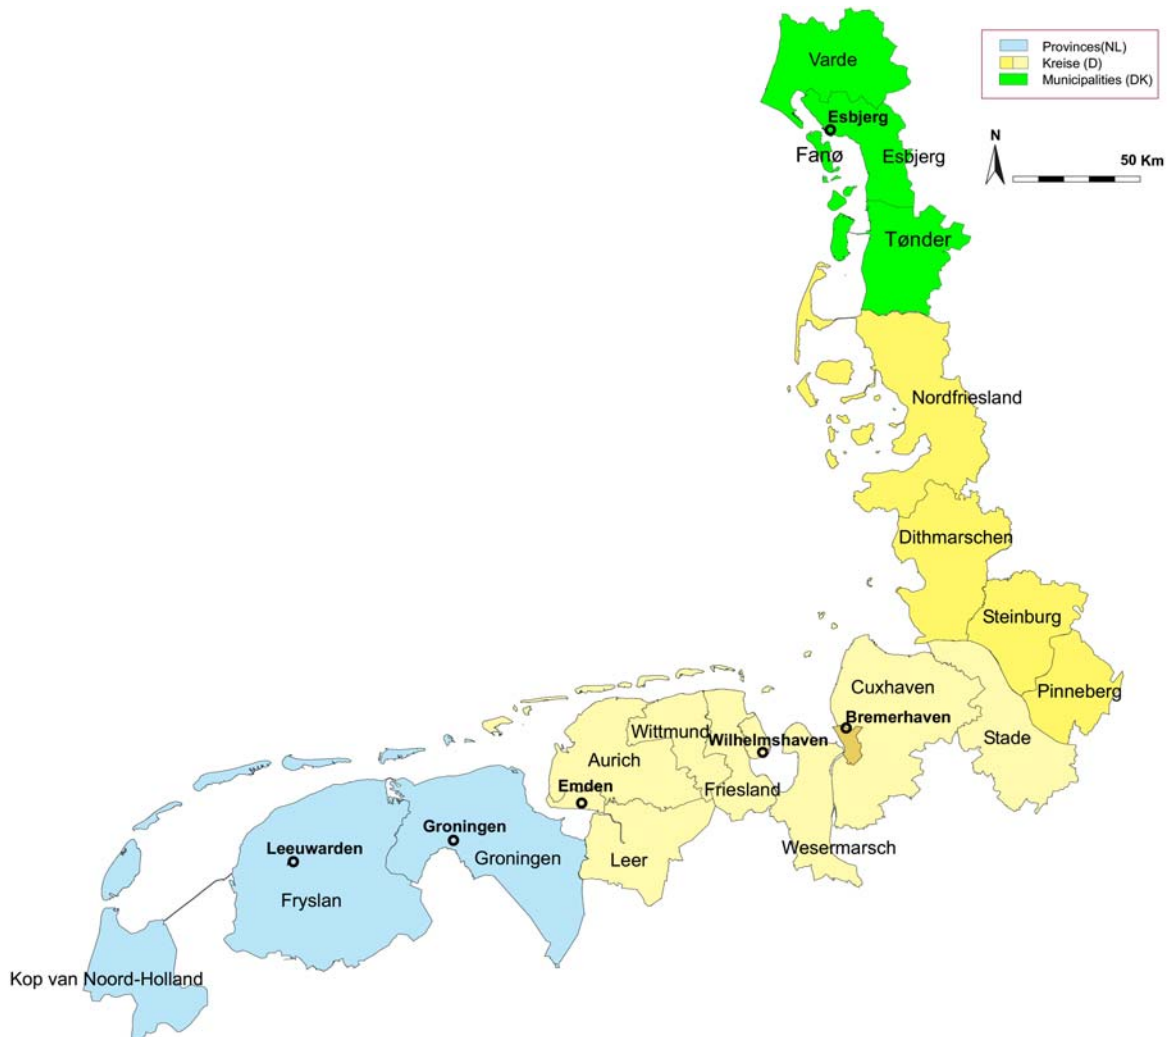 Varde
Provinces(NL)
Kreise (D)
Municipalities (DK)
Esbjerg
Fanø
Esbjerg
N
50 Km
Tønder
Nordfriesland
Dithmarschen
Steinburg
Pinneberg
Cuxhaven
Bremerhaven
Stade
Wittmund
Wilhelmshaven
Aurich
Friesland
Emden
Groningen
Groningen
Leeuwarden
Leer
Wesermarsch
Fryslan
Kop van Noord-Holland